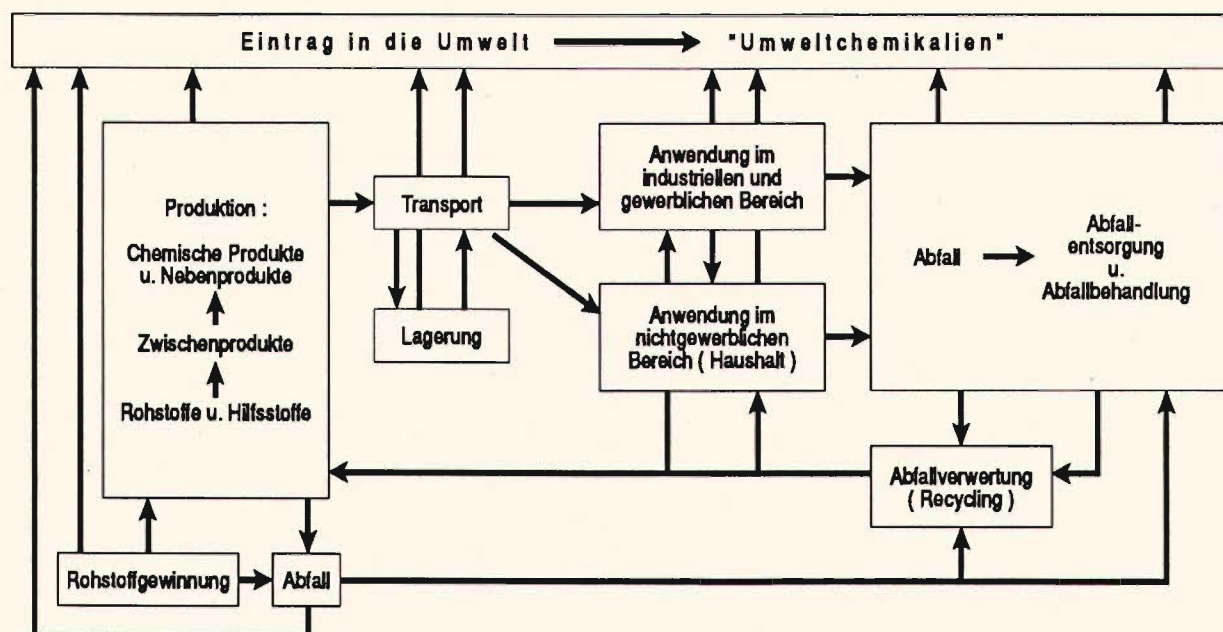 Eintrag in die Umwelt "Umweltchemikalien"
Produktion :
Chemische Produkte
u. Nebenprodukte
Zwischenprodukte
Rohstoffe u. Hilfsstoffe
Transport
Lagerung
Anwendung im
industriellen und
gewerblichen Bereich
Anwendung im
nichtgewerblichen
Bereich ( Haushalt )
Abfall
Abfall-
entsorgung
u.
Abfallbehandlung
Abfallverwertung
( Recycling )
Rohstoffgewinnung
Abfall